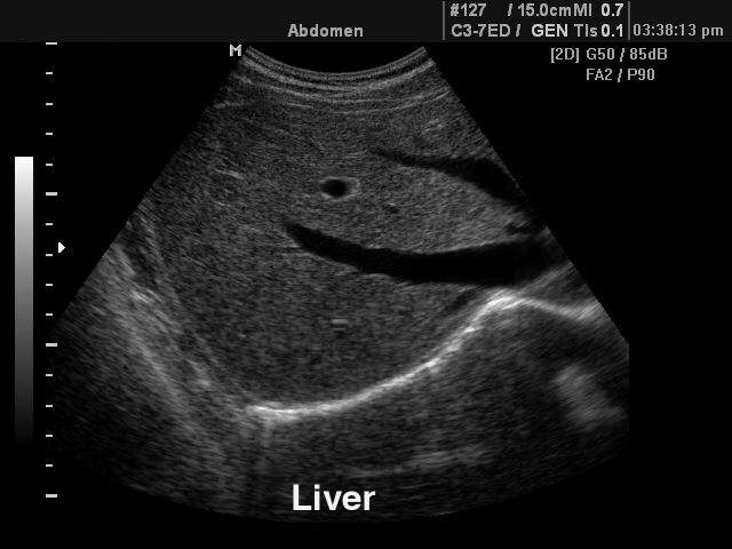 #127 / 15.0cm MI 0.7
Abdomen C3-7ED / GEN TIs 0.1 03:38:13 pm
M [2D] G50 / 85dB
FA2 / P90
Liver